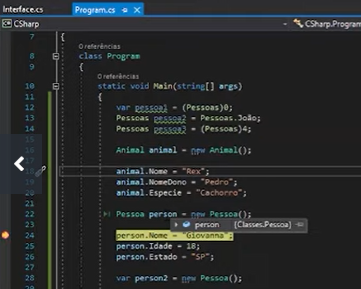 Interface.cs Program.cs
CSharp CSharp.Program
7 {
0 referências
8 class Program
9 {
0 referências
10 static void Main(string[] args)
11 {
12 var pessoa1 = (Pessoas)0;
13 Pessoas pessoa2 = Pessoas.João;
14 Pessoas pessoa3 = (Pessoas)4;
15
16 Animal animal = new Animal();
17
18 animal.Nome = "Rex";
19 animal.NomeDono = "Pedro";
20 animal.Especie = "Cachorro";
21
22 Pessoa person = new Pessoa();
23 person {Classes.Pessoa}
24 person.Nome = "Giovanna";
25 person.Idade = 18;
26 person.Estado = "SP";
27
28 var person2 = new Pessoa();